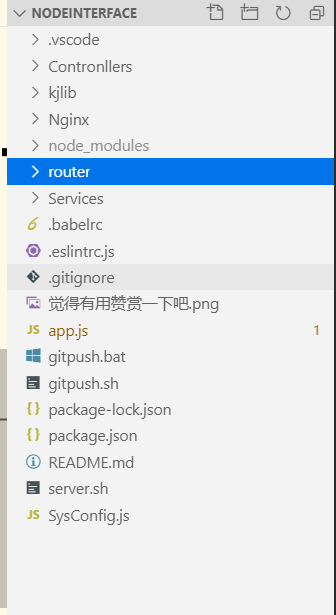 NODEINTERFACE
.vscode
Contronllers
kjlib
Nginx
node_modules
router
Services
.babelrc
.eslintrc.js
.gitignore
觉得有用赞赏一下吧.png
JS app.js 1
gitpush.bat
gitpush.sh
{} package-lock.json
{} package.json
README.md
server.sh
JS SysConfig.js